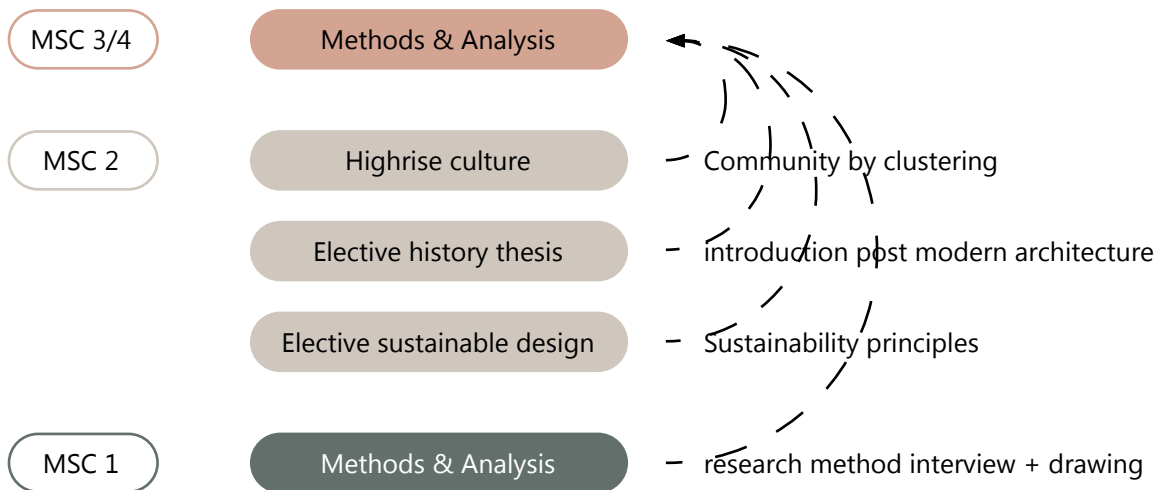 MSC 3/4 Methods & Analysis
MSC 2 Highrise culture Community by clustering
Elective history thesis introduction post modern architecture
Elective sustainable design Sustainability principles
MSC 1 Methods & Analysis research method interview + drawing